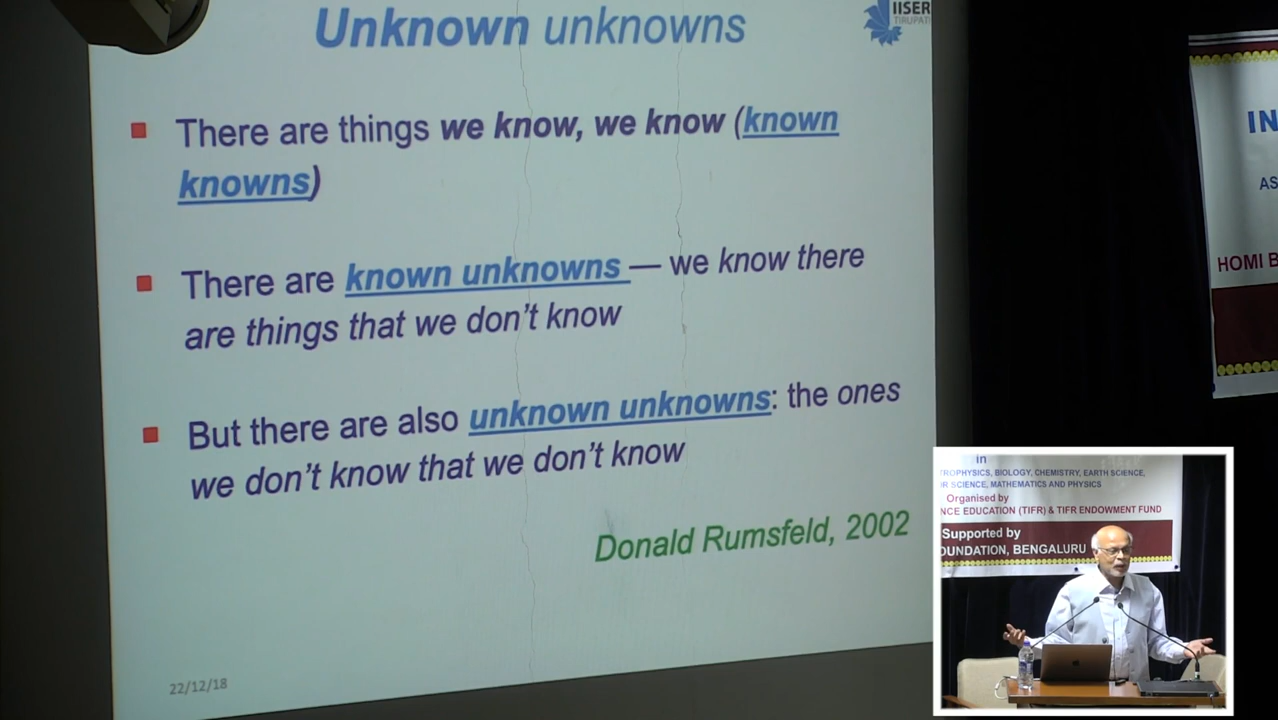 Unknown unknowns
IISER
TIRUPATI
There are things we know, we know (known
knowns)
There are known unknowns — we know there
are things that we don't know
But there are also unknown unknowns: the ones
we don't know that we don't know
Donald Rumsfeld, 2002
22/12/18
IN
AS
HOMI B
in
TROPHYSICS, BIOLOGY, CHEMISTRY, EARTH SCIENCE,
R SCIENCE, MATHEMATICS AND PHYSICS
Organised by
NCE EDUCATION (TIFR) & TIFR ENDOWMENT FUND
Supported by
OUNDATION, BENGALURU